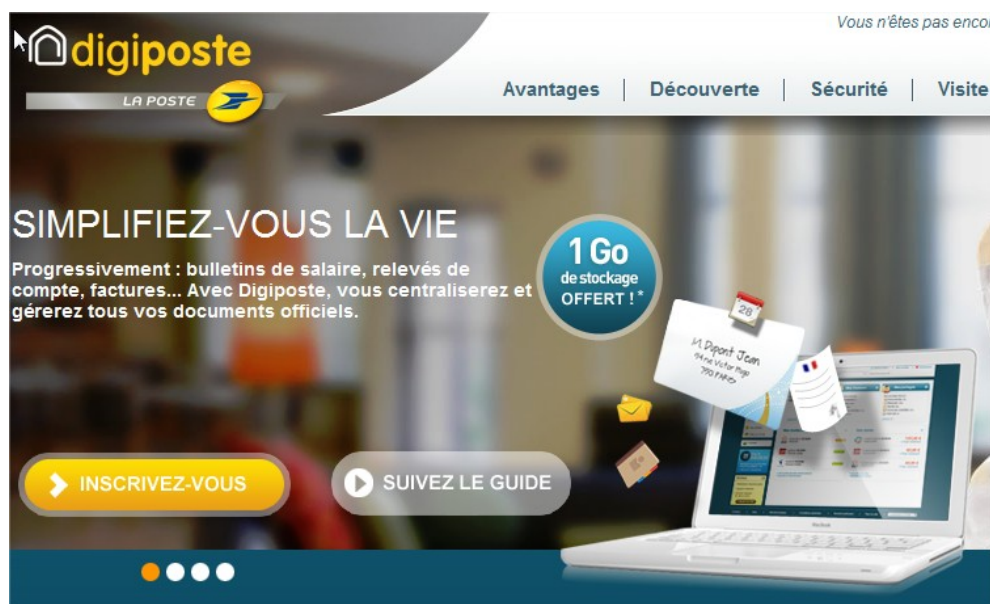 Vous n'êtes pas encor
digiposte
LA POSTE
Avantages | Découverte | Sécurité | Visite
SIMPLIFIEZ-VOUS LA VIE
Progressivement : bulletins de salaire, relevés de
compte, factures... Avec Digiposte, vous centraliserez et
gérerez tous vos documents officiels.
1 Go
de stockage
OFFERT ! *
28
M. Dupont Jean
INSCRIVEZ-VOUS
SUIVEZ LE GUIDE